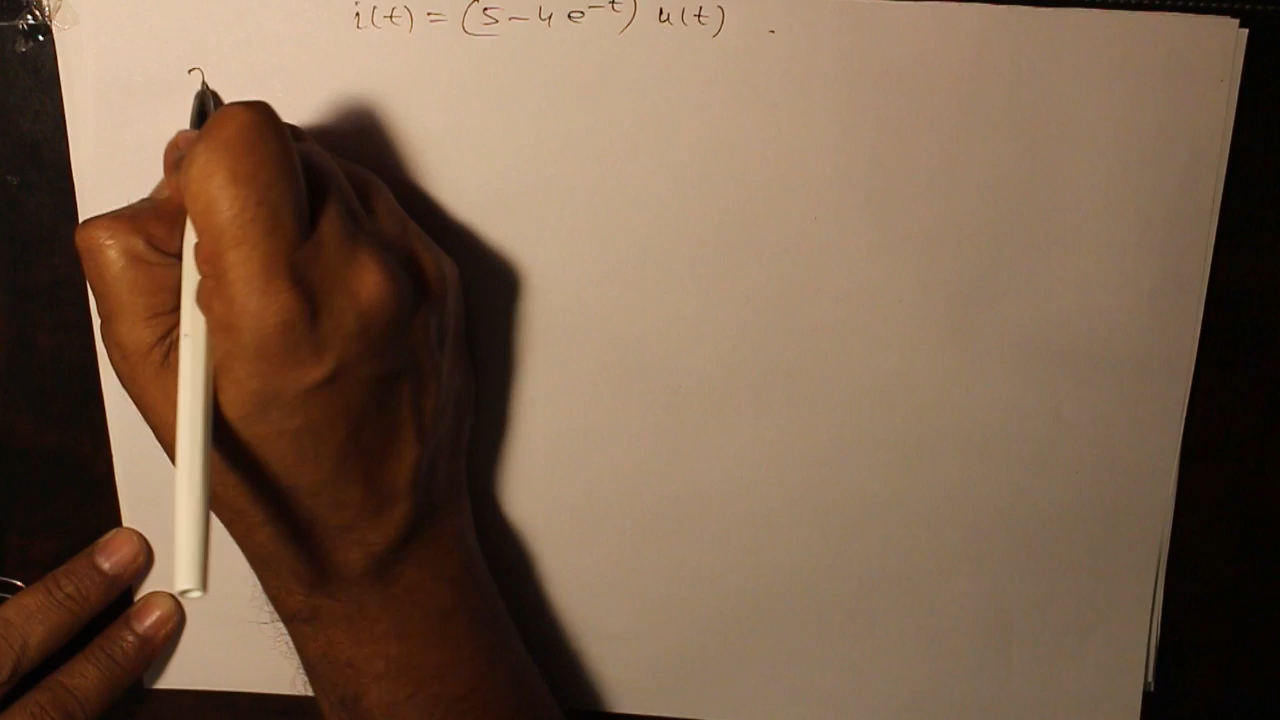 i(t) = (5-4e^{-t}) u(t) .